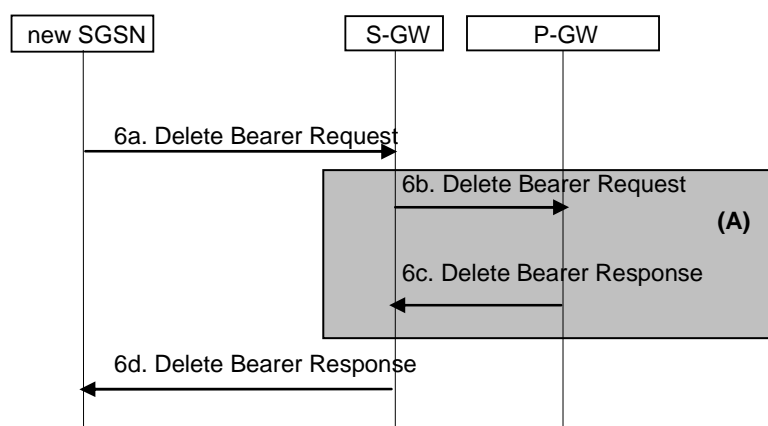 new SGSN
S-GW
P-GW
6a. Delete Bearer Request
6b. Delete Bearer Request
(A)
6c. Delete Bearer Response
6d. Delete Bearer Response